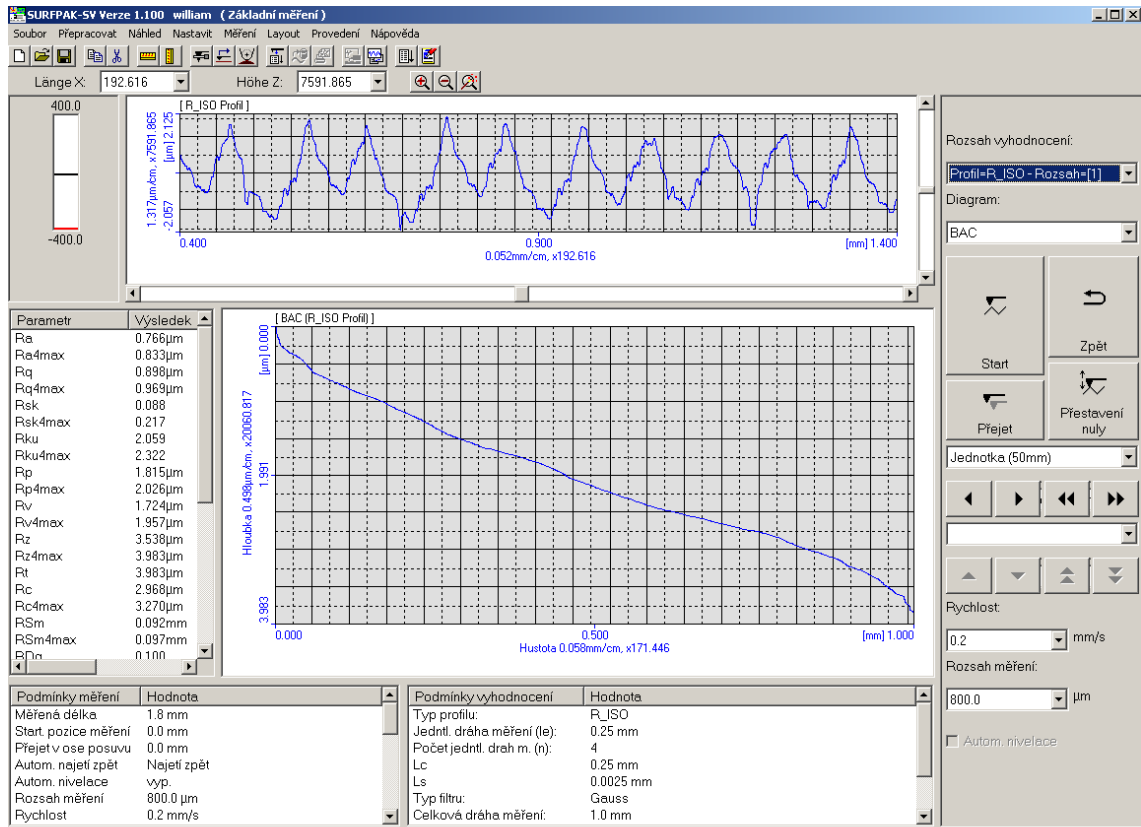 SURFPAK-SV Verze 1.100 william ( Základní měření )
Soubor Přepracovat Náhled Nastavit Měření Layout Provedení Nápověda
Länge X: 192.616 Höhe Z: 7591.865
400.0
-400.0
[ R_ISO Profil ]
1.317µm/cm, x7591.865
-2.057 [µm] 2.125
0.400 0.900 [mm] 1.400
0.052mm/cm, x192.616
Parametr Výsledek
Ra 0.766µm
Ra4max 0.833µm
Rq 0.898µm
Rq4max 0.969µm
Rsk 0.088
Rsk4max 0.217
Rku 2.059
Rku4max 2.322
Rp 1.815µm
Rp4max 2.026µm
Rv 1.724µm
Rv4max 1.957µm
Rz 3.538µm
Rz4max 3.983µm
Rt 3.983µm
Rc 2.968µm
Rc4max 3.270µm
RSm 0.092mm
RSm4max 0.097mm
RDq 0.100
[ BAC (R_ISO Profil) ]
Hloubka 0.498µm/cm, x20060.817
3.983 1.991 [µm] 0.000
0.000 0.500 [mm] 1.000
Hustota 0.058mm/cm, x171.446
Podmínky měření Hodnota
Měřená délka 1.8 mm
Start. pozice měření 0.0 mm
Přejet v ose posuvu 0.0 mm
Autom. najetí zpět Najetí zpět
Autom. nivelace vyp.
Rozsah měření 800.0 µm
Rychlost 0.2 mm/s
Podmínky vyhodnocení Hodnota
Typ profilu: R_ISO
Jedntl. dráha měření (le): 0.25 mm
Počet jedntl. drah m. (n): 4
Lc 0.25 mm
Ls 0.0025 mm
Typ filtru: Gauss
Celková dráha měření: 1.0 mm
Rozsah vyhodnocení:
Profil=R_ISO - Rozsah=[1]
Diagram:
BAC
Start
Zpět
Přejet
Přestavení
nuly
Jednotka (50mm)
Rychlost:
0.2 mm/s
Rozsah měření:
800.0 µm
Autom. nivelace